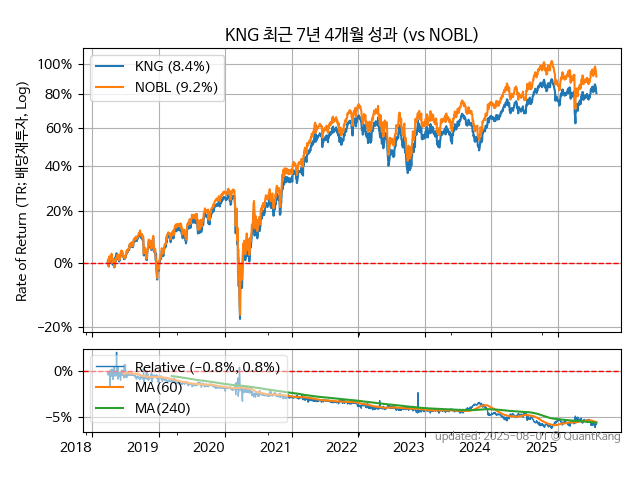 KNG 최근 7년 4개월 성과 (vs NOBL)
Rate of Return (TR: 배당재투자, Log)
100%
80%
60%
40%
20%
0%
−20%
KNG (8.4%)
NOBL (9.2%)
0%
−5%
Relative (−0.8%, 0.8%)
MA(60)
MA(240)
2018 2019 2020 2021 2022 2023 2024 2025
updated: 2025-08-01 © QuantKang